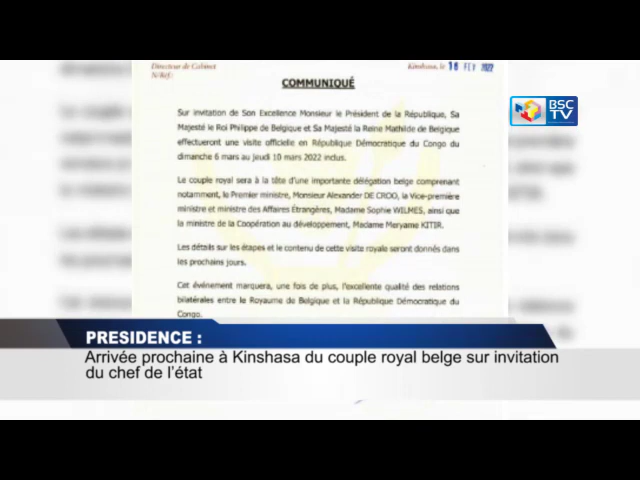 Directeur de Cabinet
N/Réf.:
Kinshasa, le 16 FEV 2022
COMMUNIQUÉ
BSC
TV
Sur invitation de Son Excellence Monsieur le Président de la République, Sa
Majesté le Roi Philippe de Belgique et Sa Majesté la Reine Mathilde de Belgique
effectueront une visite officielle en République Démocratique du Congo du
dimanche 6 mars au jeudi 10 mars 2022 inclus.
Le couple royal sera à la tête d'une importante délégation belge comprenant
notamment, le Premier ministre, Monsieur Alexander DE CROO, la Vice-première
ministre et ministre des Affaires Étrangères, Madame Sophie WILMES, ainsi que
la ministre de la Coopération au développement, Madame Meryame KITIR.
Les détails sur les étapes et le contenu de cette visite royale seront donnés dans
les prochains jours.
Cet événement marquera, une fois de plus, l'excellente qualité des relations
bilatérales entre le Royaume de Belgique et la République Démocratique du
Congo.
PRESIDENCE :
Arrivée prochaine à Kinshasa du couple royal belge sur invitation
du chef de l'état